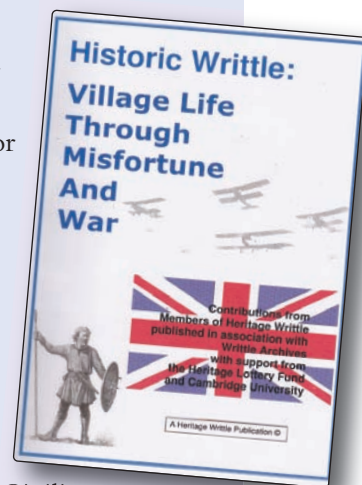 or
Historic Writtle:
Village Life
Through
Misfortune
And
War
Contributions from
Members of Heritage Writtle
published in association with
Writtle Archives
with support from
the Heritage Lottery Fund
and Cambridge University
A Heritage Writtle Publication ©